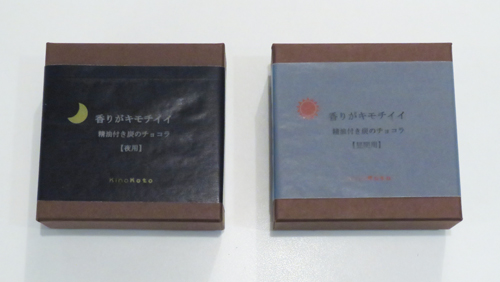 香りがキモチイイ
精油付き炭のチョコラ
【夜用】
香りがキモチイイ
精油付き炭のチョコラ
【昼間用】